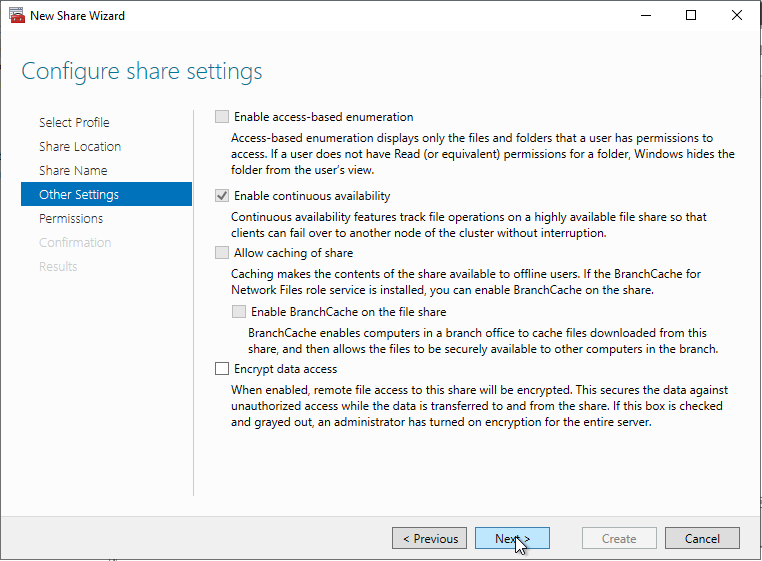 New Share Wizard
Configure share settings
Select Profile
Share Location
Share Name
Other Settings
Permissions
Confirmation
Results
Enable access-based enumeration
Access-based enumeration displays only the files and folders that a user has permissions to
access. If a user does not have Read (or equivalent) permissions for a folder, Windows hides the
folder from the user's view.
Enable continuous availability
Continuous availability features track file operations on a highly available file share so that
clients can fail over to another node of the cluster without interruption.
Allow caching of share
Caching makes the contents of the share available to offline users. If the BranchCache for
Network Files role service is installed, you can enable BranchCache on the share.
Enable BranchCache on the file share
BranchCache enables computers in a branch office to cache files downloaded from this
share, and then allows the files to be securely available to other computers in the branch.
Encrypt data access
When enabled, remote file access to this share will be encrypted. This secures the data against
unauthorized access while the data is transferred to and from the share. If this box is checked
and grayed out, an administrator has turned on encryption for the entire server.
< Previous
Next >
Create
Cancel